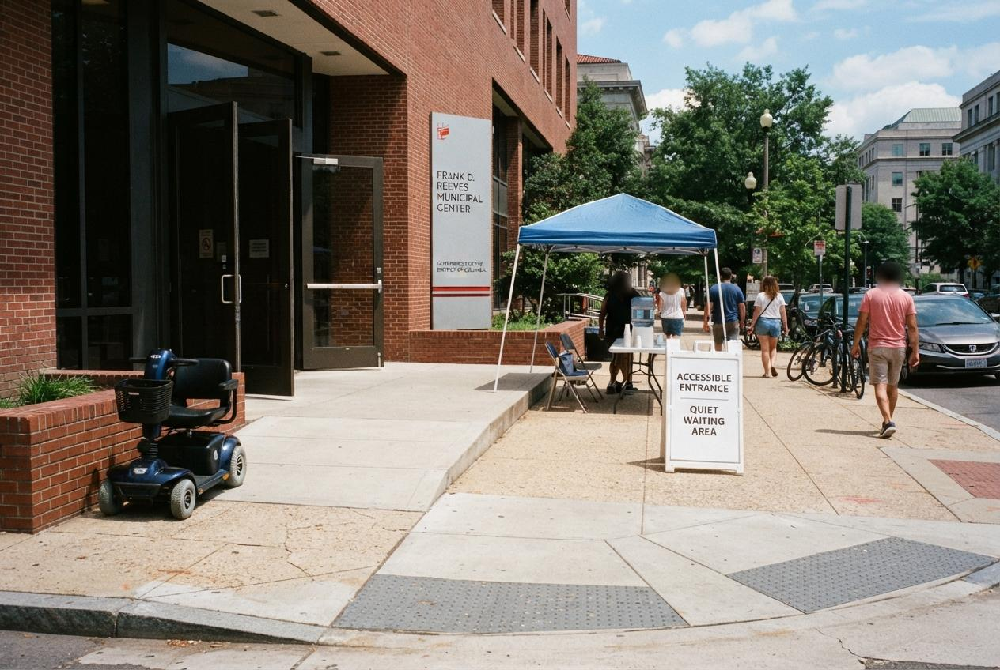 FRANK D.
REEVES
MUNICIPAL
CENTER
ACCESSIBLE
ENTRANCE
QUIET
WAITING
AREA